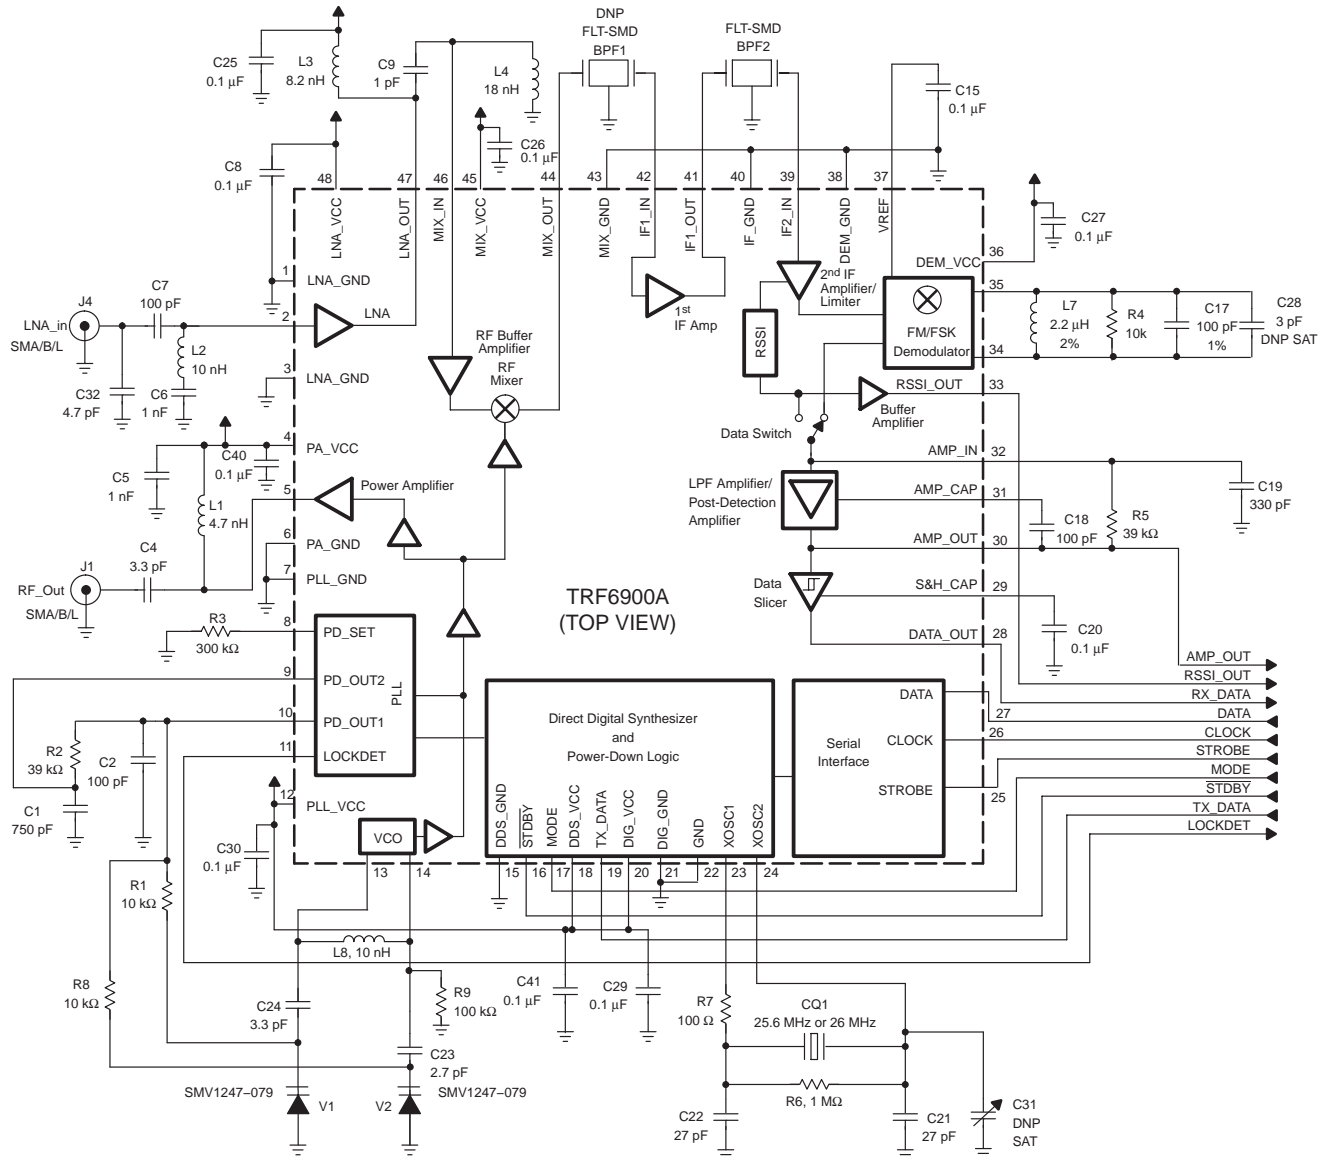 DNP
FLT-SMD
BPF1
FLT-SMD
BPF2
C25
0.1 µF
L3
8.2 nH
C9
1 pF
L4
18 nH
C15
0.1 µF
C26
0.1 µF
C8
0.1 µF
48
47
46
45
44
43
42
41
40
39
38
37
LNA_VCC
LNA_OUT
MIX_IN
MIX_VCC
MIX_OUT
MIX_GND
IF1_IN
IF1_OUT
IF_GND
IF2_IN
DEM_GND
VREF
C27
0.1 µF
DEM_VCC
36
1
LNA_GND
2nd IF
Amplifier/
Limiter
1st
IF Amp
35
C7
100 pF
J4
LNA_in
SMA/B/L
2
LNA
L2
10 nH
C32
4.7 pF
C6
1 nF
3
LNA_GND
RF Buffer
Amplifier
RF
Mixer
RSSI
FM/FSK
Demodulator
L7
2.2 µH
2%
R4
10k
C17
100 pF
1%
C28
3 pF
DNP SAT
34
RSSI_OUT
33
Buffer
Amplifier
Data Switch
4
PA_VCC
C40
0.1 µF
C5
1 nF
5
Power Amplifier
L1
4.7 nH
6
PA_GND
7
PLL_GND
C4
3.3 pF
J1
RF_Out
SMA/B/L
AMP_IN
32
LPF Amplifier/
Post-Detection
Amplifier
AMP_CAP
31
C19
330 pF
C18
100 pF
R5
39 kΩ
AMP_OUT
30
Data
Slicer
S&H_CAP
29
C20
0.1 µF
DATA_OUT
28
TRF6900A
(TOP VIEW)
R3
300 kΩ
8
PD_SET
9
PD_OUT2
PLL
10
PD_OUT1
11
LOCKDET
R2
39 kΩ
C2
100 pF
C1
750 pF
12
PLL_VCC
C30
0.1 µF
VCO
13
14
Direct Digital Synthesizer
and
Power-Down Logic
DDS_GND
STDBY
MODE
DDS_VCC
TX_DATA
DIG_VCC
DIG_GND
GND
XOSC1
XOSC2
15
16
17
18
19
20
21
22
23
24
Serial
Interface
DATA
27
CLOCK
26
STROBE
25
AMP_OUT
RSSI_OUT
RX_DATA
DATA
CLOCK
STROBE
MODE
STDBY
TX_DATA
LOCKDET
R1
10 kΩ
R8
10 kΩ
L8, 10 nH
C24
3.3 pF
R9
100 kΩ
C23
2.7 pF
SMV1247–079
V1
V2
SMV1247–079
C41
0.1 µF
C29
0.1 µF
R7
100 Ω
CQ1
25.6 MHz or 26 MHz
R6, 1 MΩ
C22
27 pF
C21
27 pF
C31
DNP
SAT